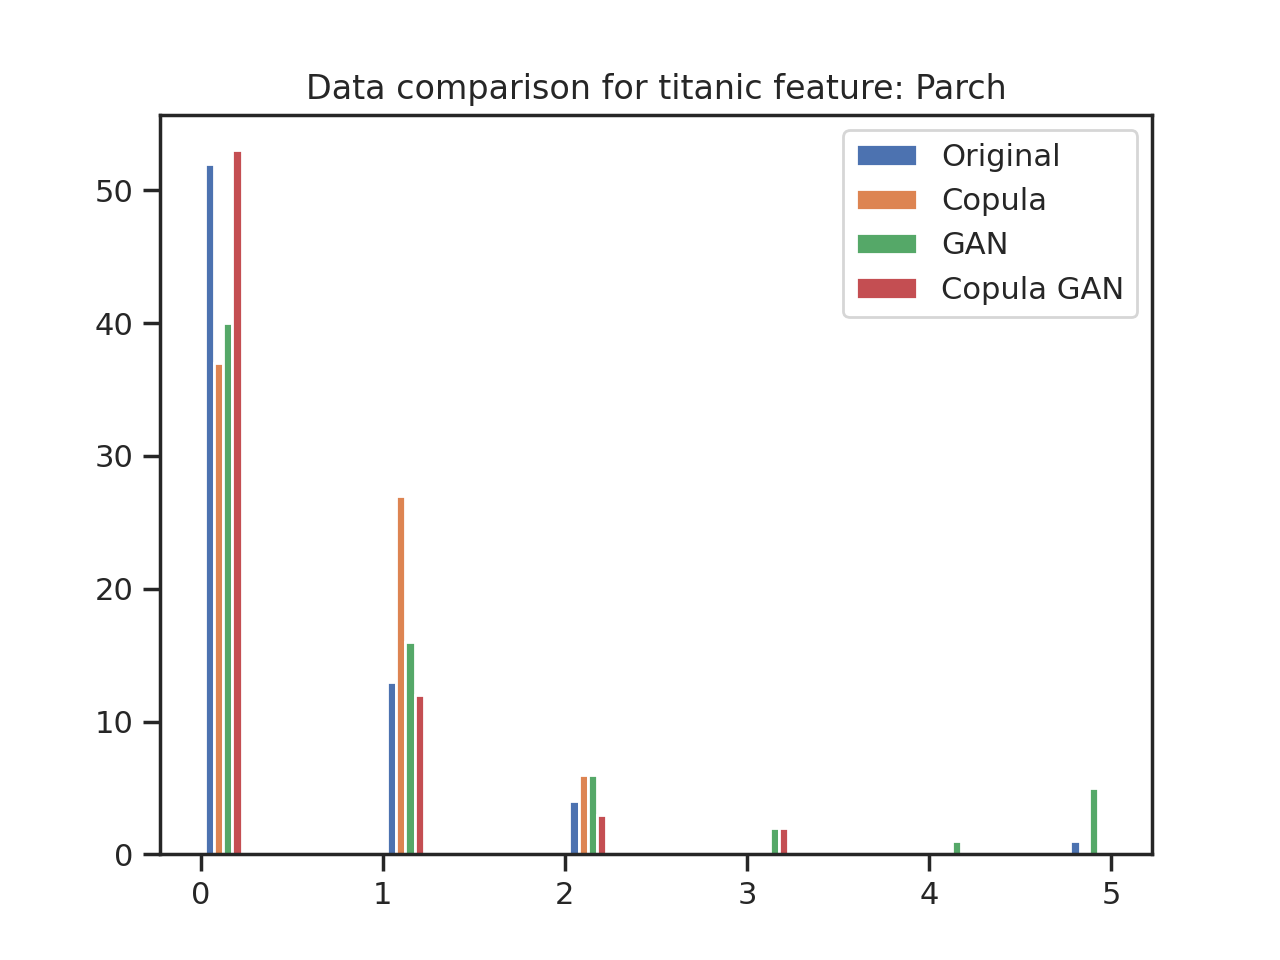 Data comparison for titanic feature: Parch
Original
Copula
GAN
Copula GAN
50
40
30
20
10
0
0 1 2 3 4 5